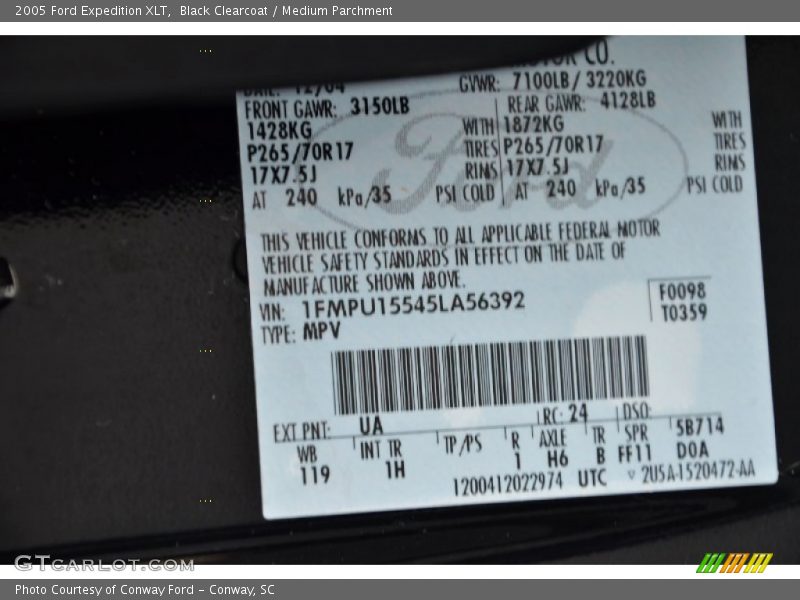 2005 Ford Expedition XLT, Black Clearcoat / Medium Parchment
MOTOR CO.
DATE: 12/04 GVWR: 7100LB / 3220KG
FRONT GAWR: 3150LB REAR GAWR: 4128LB
1428KG WITH 1872KG WITH
P265/70R17 TIRES P265/70R17 TIRES
17X7.5J RIMS 17X7.5J RIMS
AT 240 kPa/35 PSI COLD AT 240 kPa/35 PSI COLD
Ford
THIS VEHICLE CONFORMS TO ALL APPLICABLE FEDERAL MOTOR
VEHICLE SAFETY STANDARDS IN EFFECT ON THE DATE OF
MANUFACTURE SHOWN ABOVE.
VIN: 1FMPU15545LA56392 F0098
TYPE: MPV T0359
EXT PNT: UA RC: 24 DSO:
WB INT TR TP/PS R AXLE TR SPR 5B714
119 1H 1 H6 B FF11 DOA
1200412022974 UTC ▽ 2U5A-1520472-AA
GTCARLOT.COM
Photo Courtesy of Conway Ford - Conway, SC